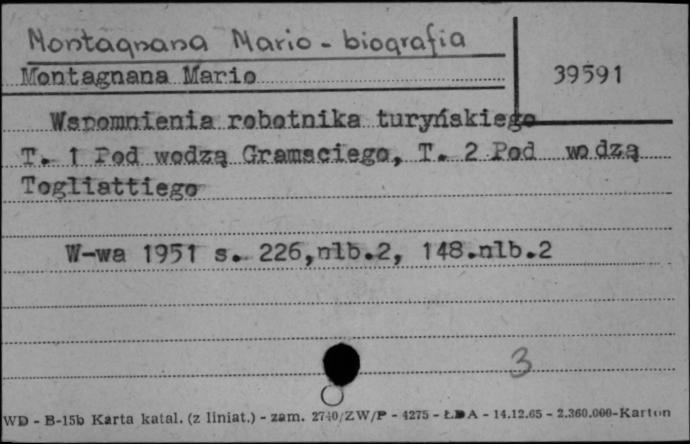 Montagnana Mario - biografia
Montagnana Mario
39591
Wspomnienia robotnika turyńskiego
T. 1 Pod wodzą Gramsciego, T. 2 Pod wodzą
Togliattiego
W-wa 1951 s. 226,nlb.2, 148.nlb.2
3
WD - B-15b Karta katal. (z liniat.) - zam. 2740/ZW/P - 4275 - ŁDA - 14.12.65 - 2.360.000-Karton